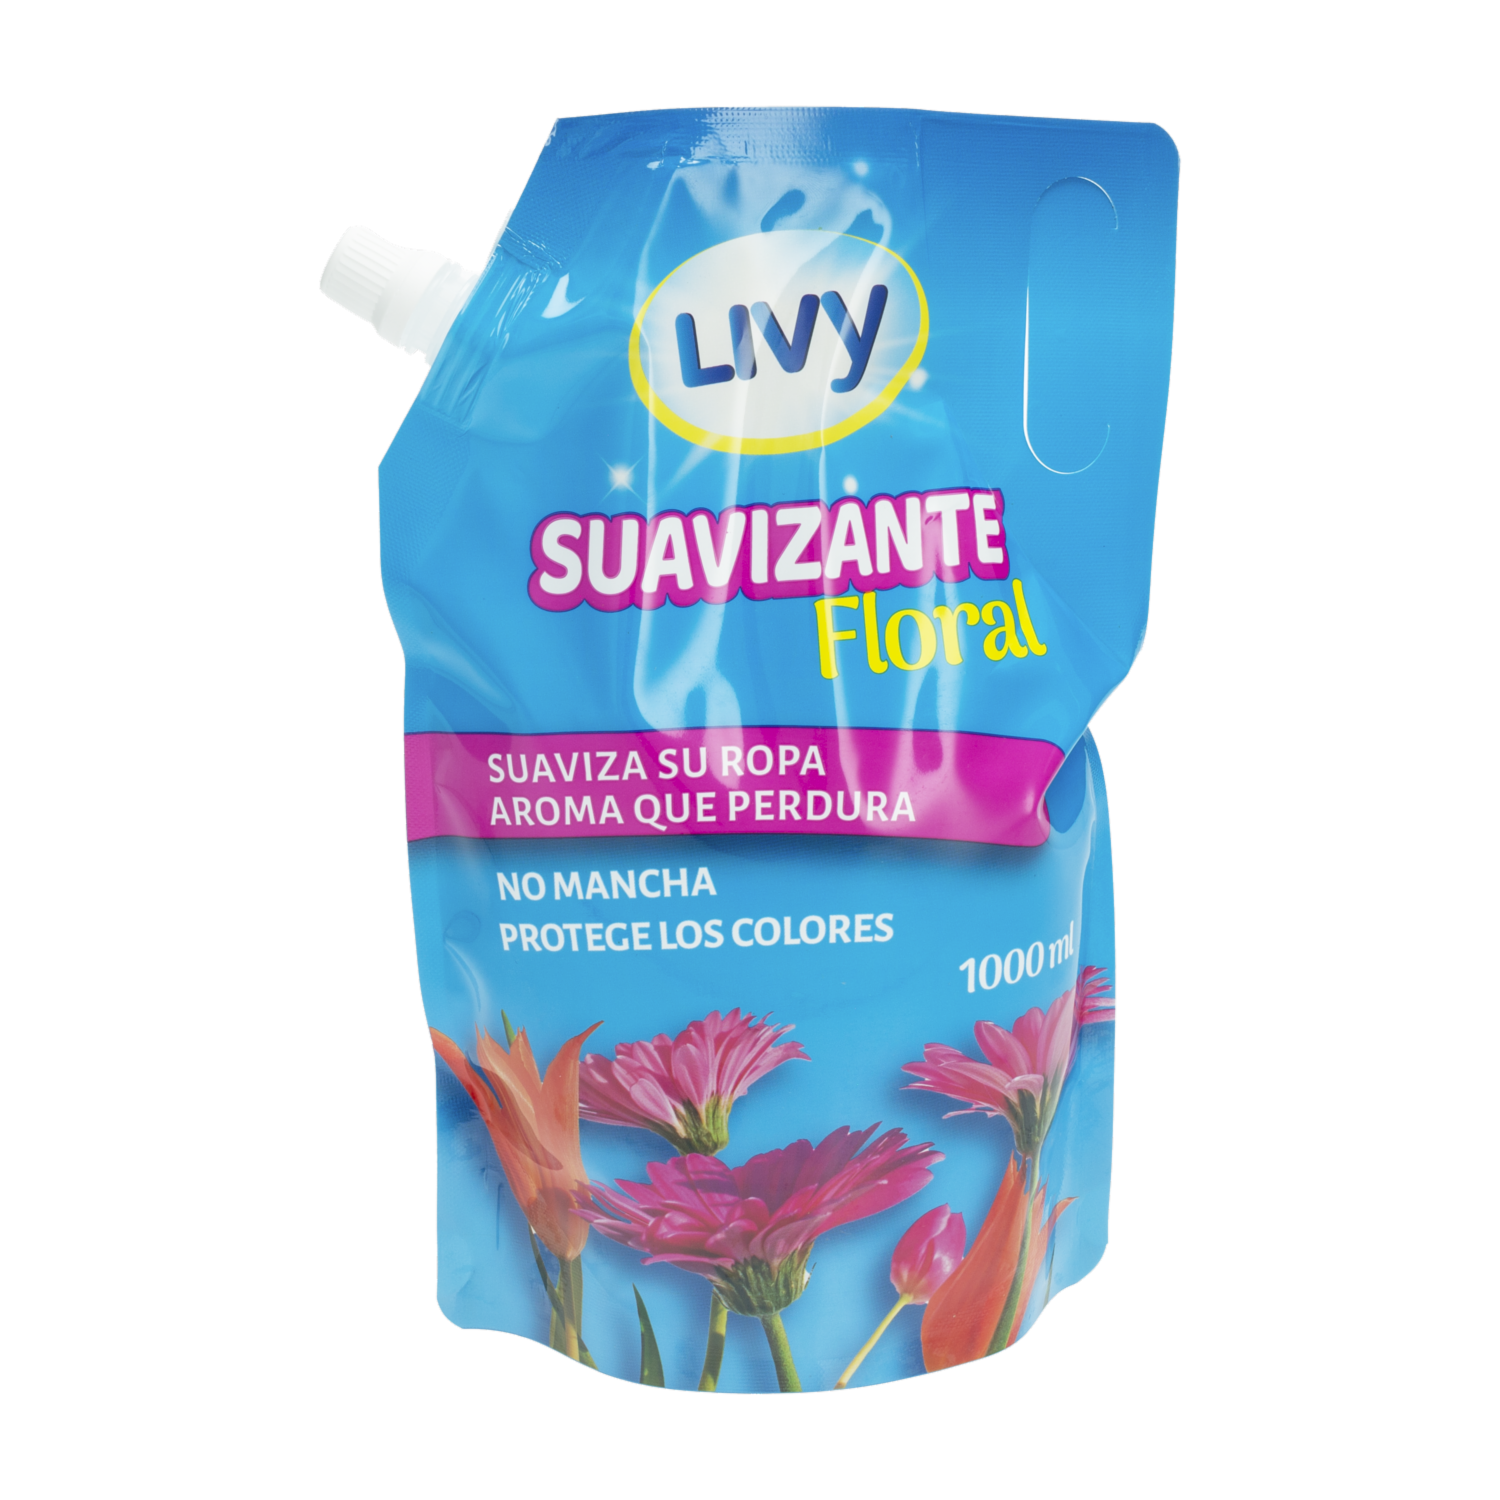 LIVY
SUAVIZANTE
Floral
SUAVIZA SU ROPA
AROMA QUE PERDURA
NO MANCHA
PROTEGE LOS COLORES
1000 ml